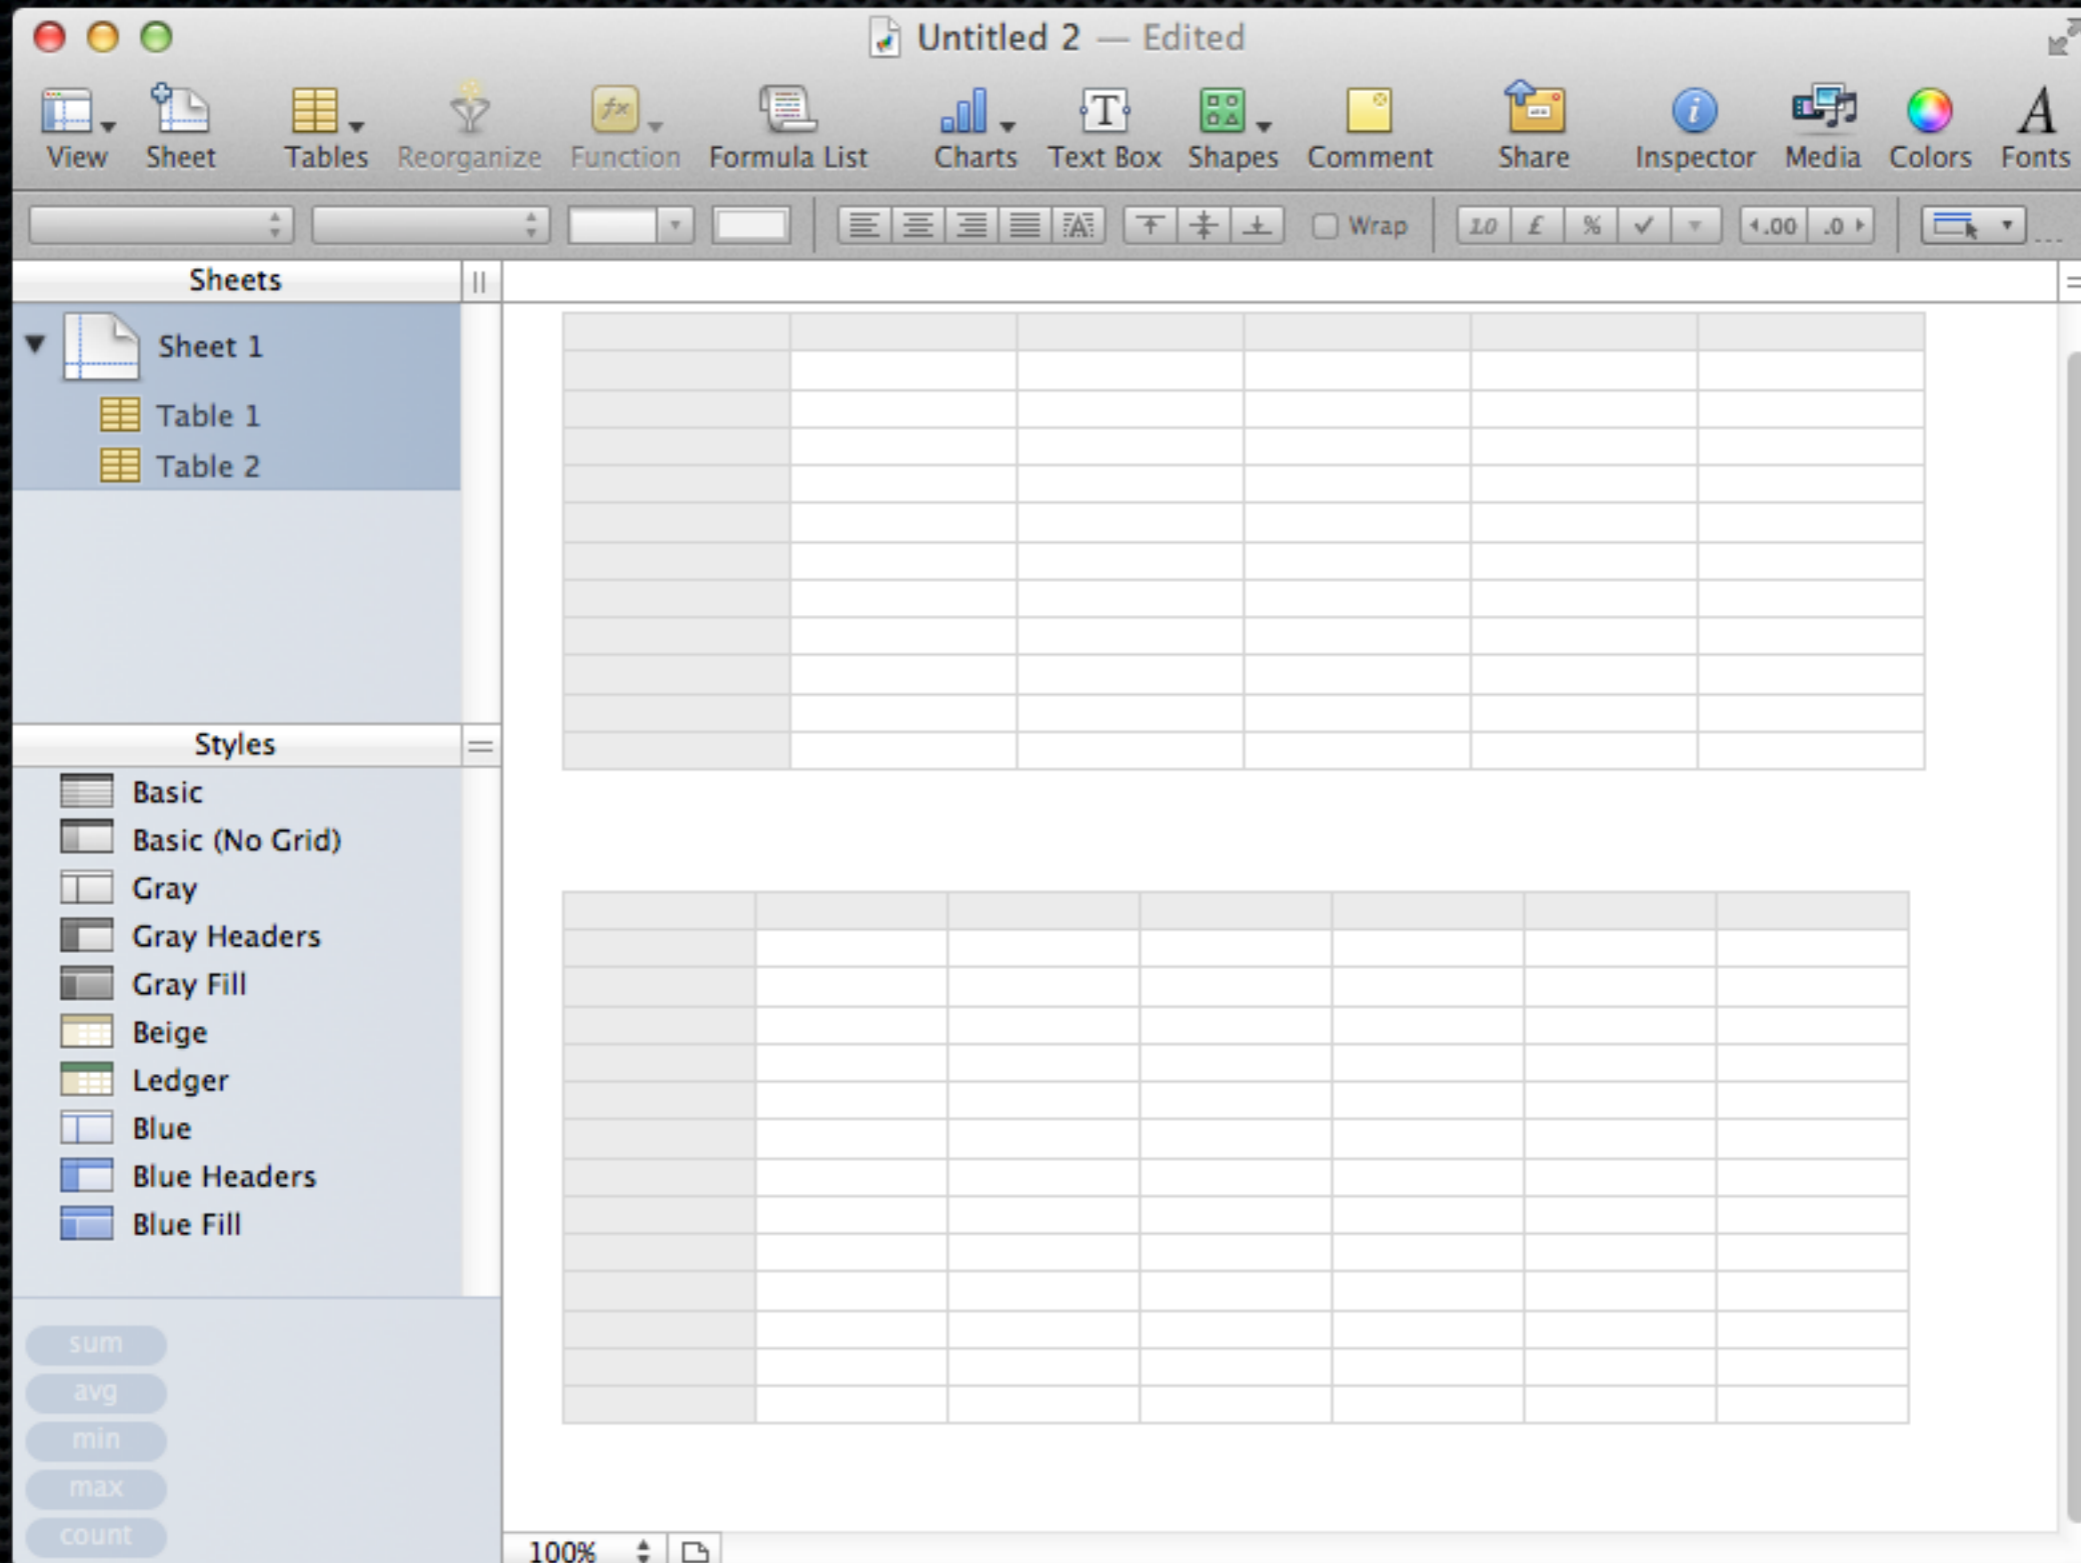 Untitled 2 — Edited
View Sheet Tables Reorganize Function Formula List Charts Text Box Shapes Comment Share Inspector Media Colors Fonts
Wrap 1.0 £ % .00 .0
Sheets
Sheet 1
Table 1
Table 2
Styles
Basic
Basic (No Grid)
Gray
Gray Headers
Gray Fill
Beige
Ledger
Blue
Blue Headers
Blue Fill
sum
avg
min
max
count
100%